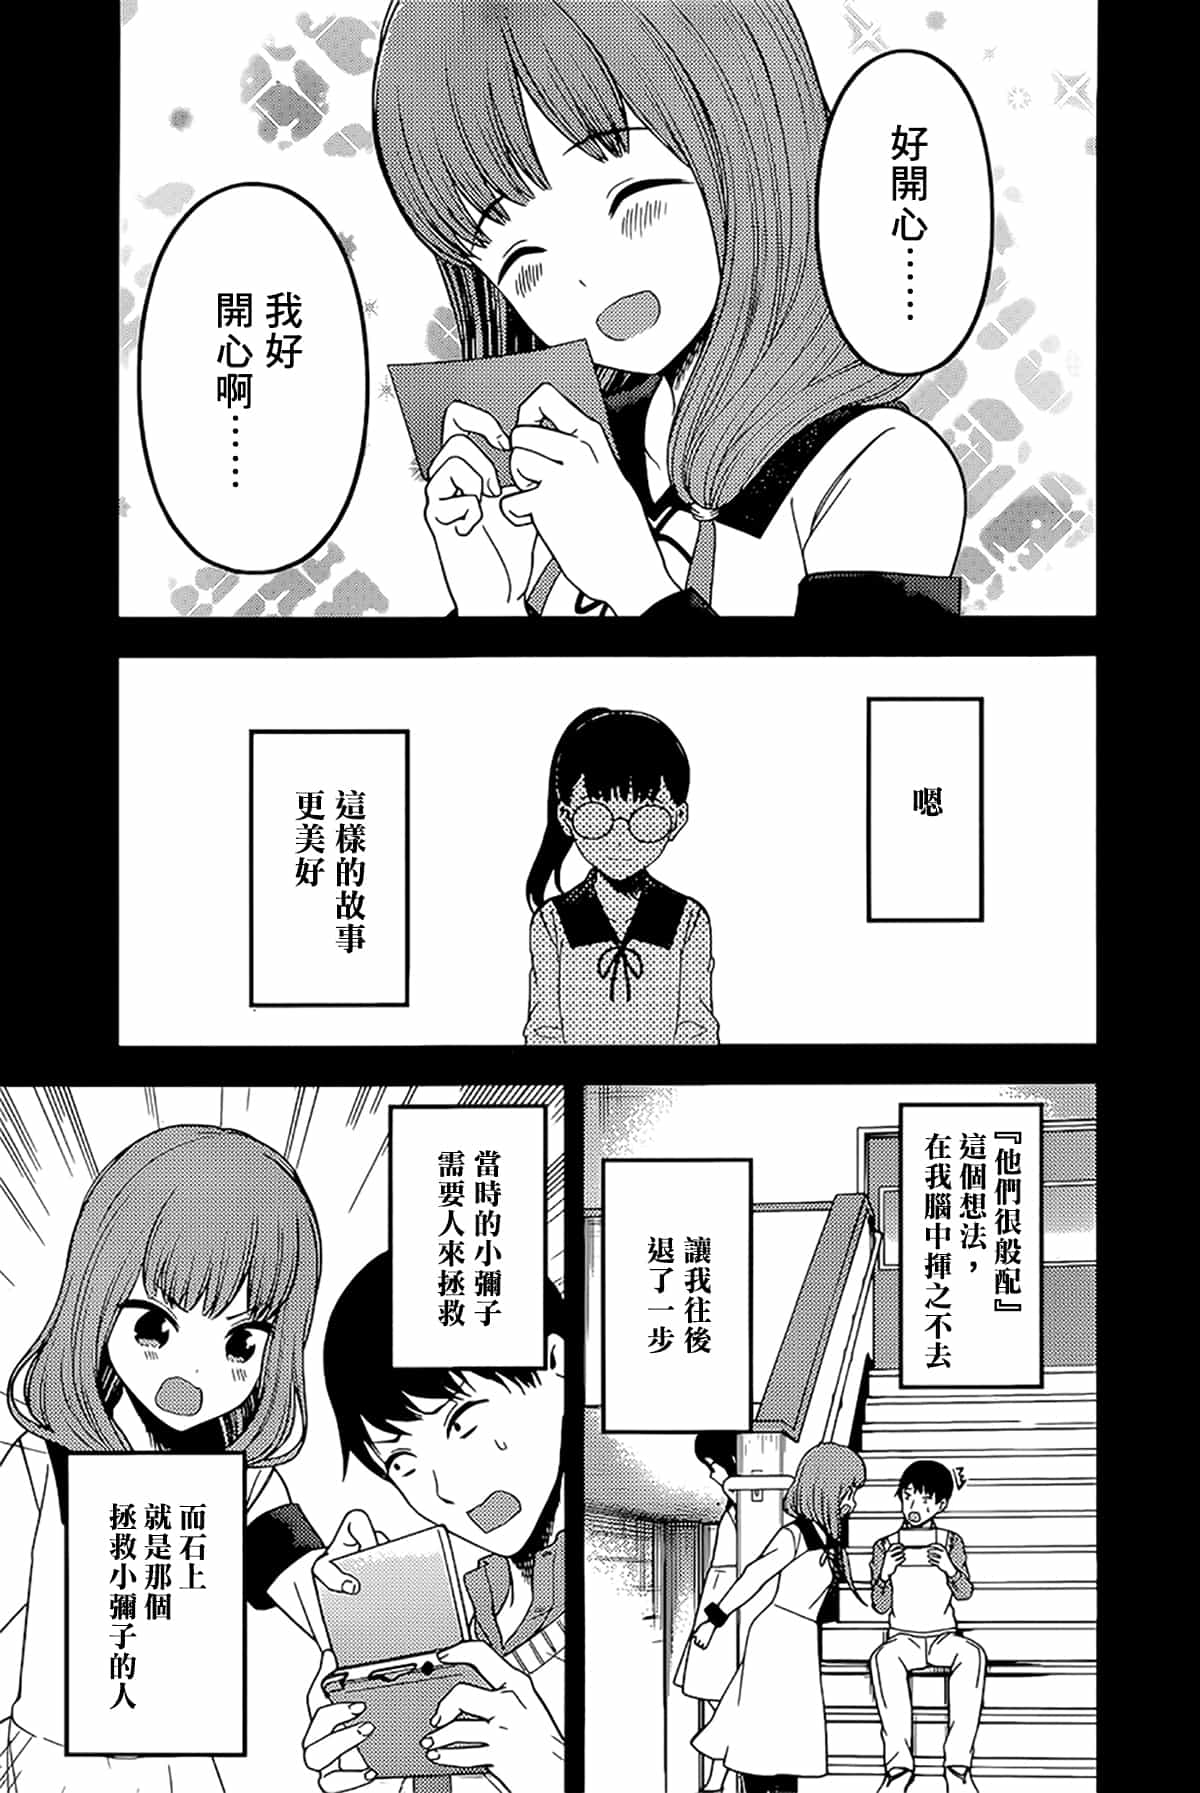 好開心……
我好
開心啊……
嗯
這樣的故事
更美好
『他們很般配』
這個想法，
在我腦中揮之不去
讓我往後
退了一步
當時的小彌子
需要人來拯救
而石上
就是那個
拯救小彌子的人